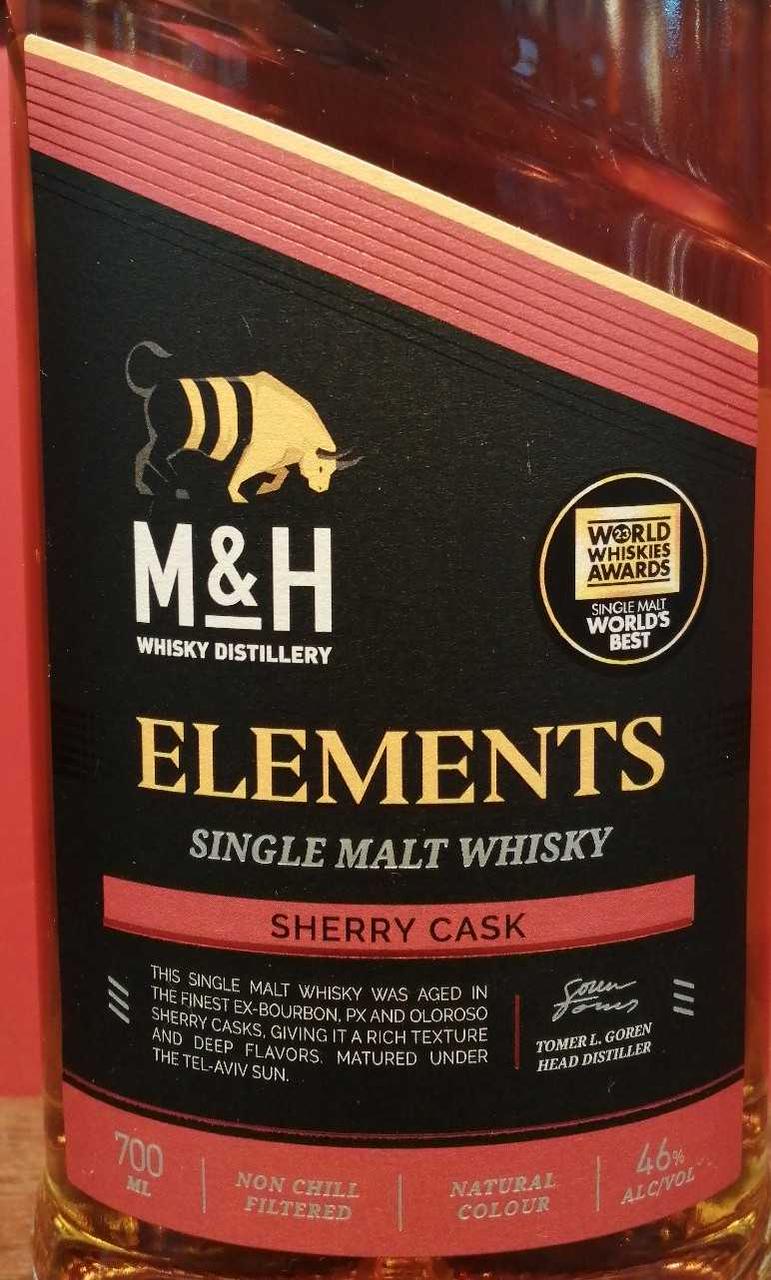 M&H
WHISKY DISTILLERY
W23RLD
WHISKIES
AWARDS
SINGLE MALT
WORLD'S
BEST
ELEMENTS
SINGLE MALT WHISKY
SHERRY CASK
THIS SINGLE MALT WHISKY WAS AGED IN
THE FINEST EX-BOURBON, PX AND OLOROSO
SHERRY CASKS, GIVING IT A RICH TEXTURE
AND DEEP FLAVORS. MATURED UNDER
THE TEL-AVIV SUN.
TOMER L. GOREN
HEAD DISTILLER
700
ML
NON CHILL
FILTERED
NATURAL
COLOUR
46%
ALC/VOL